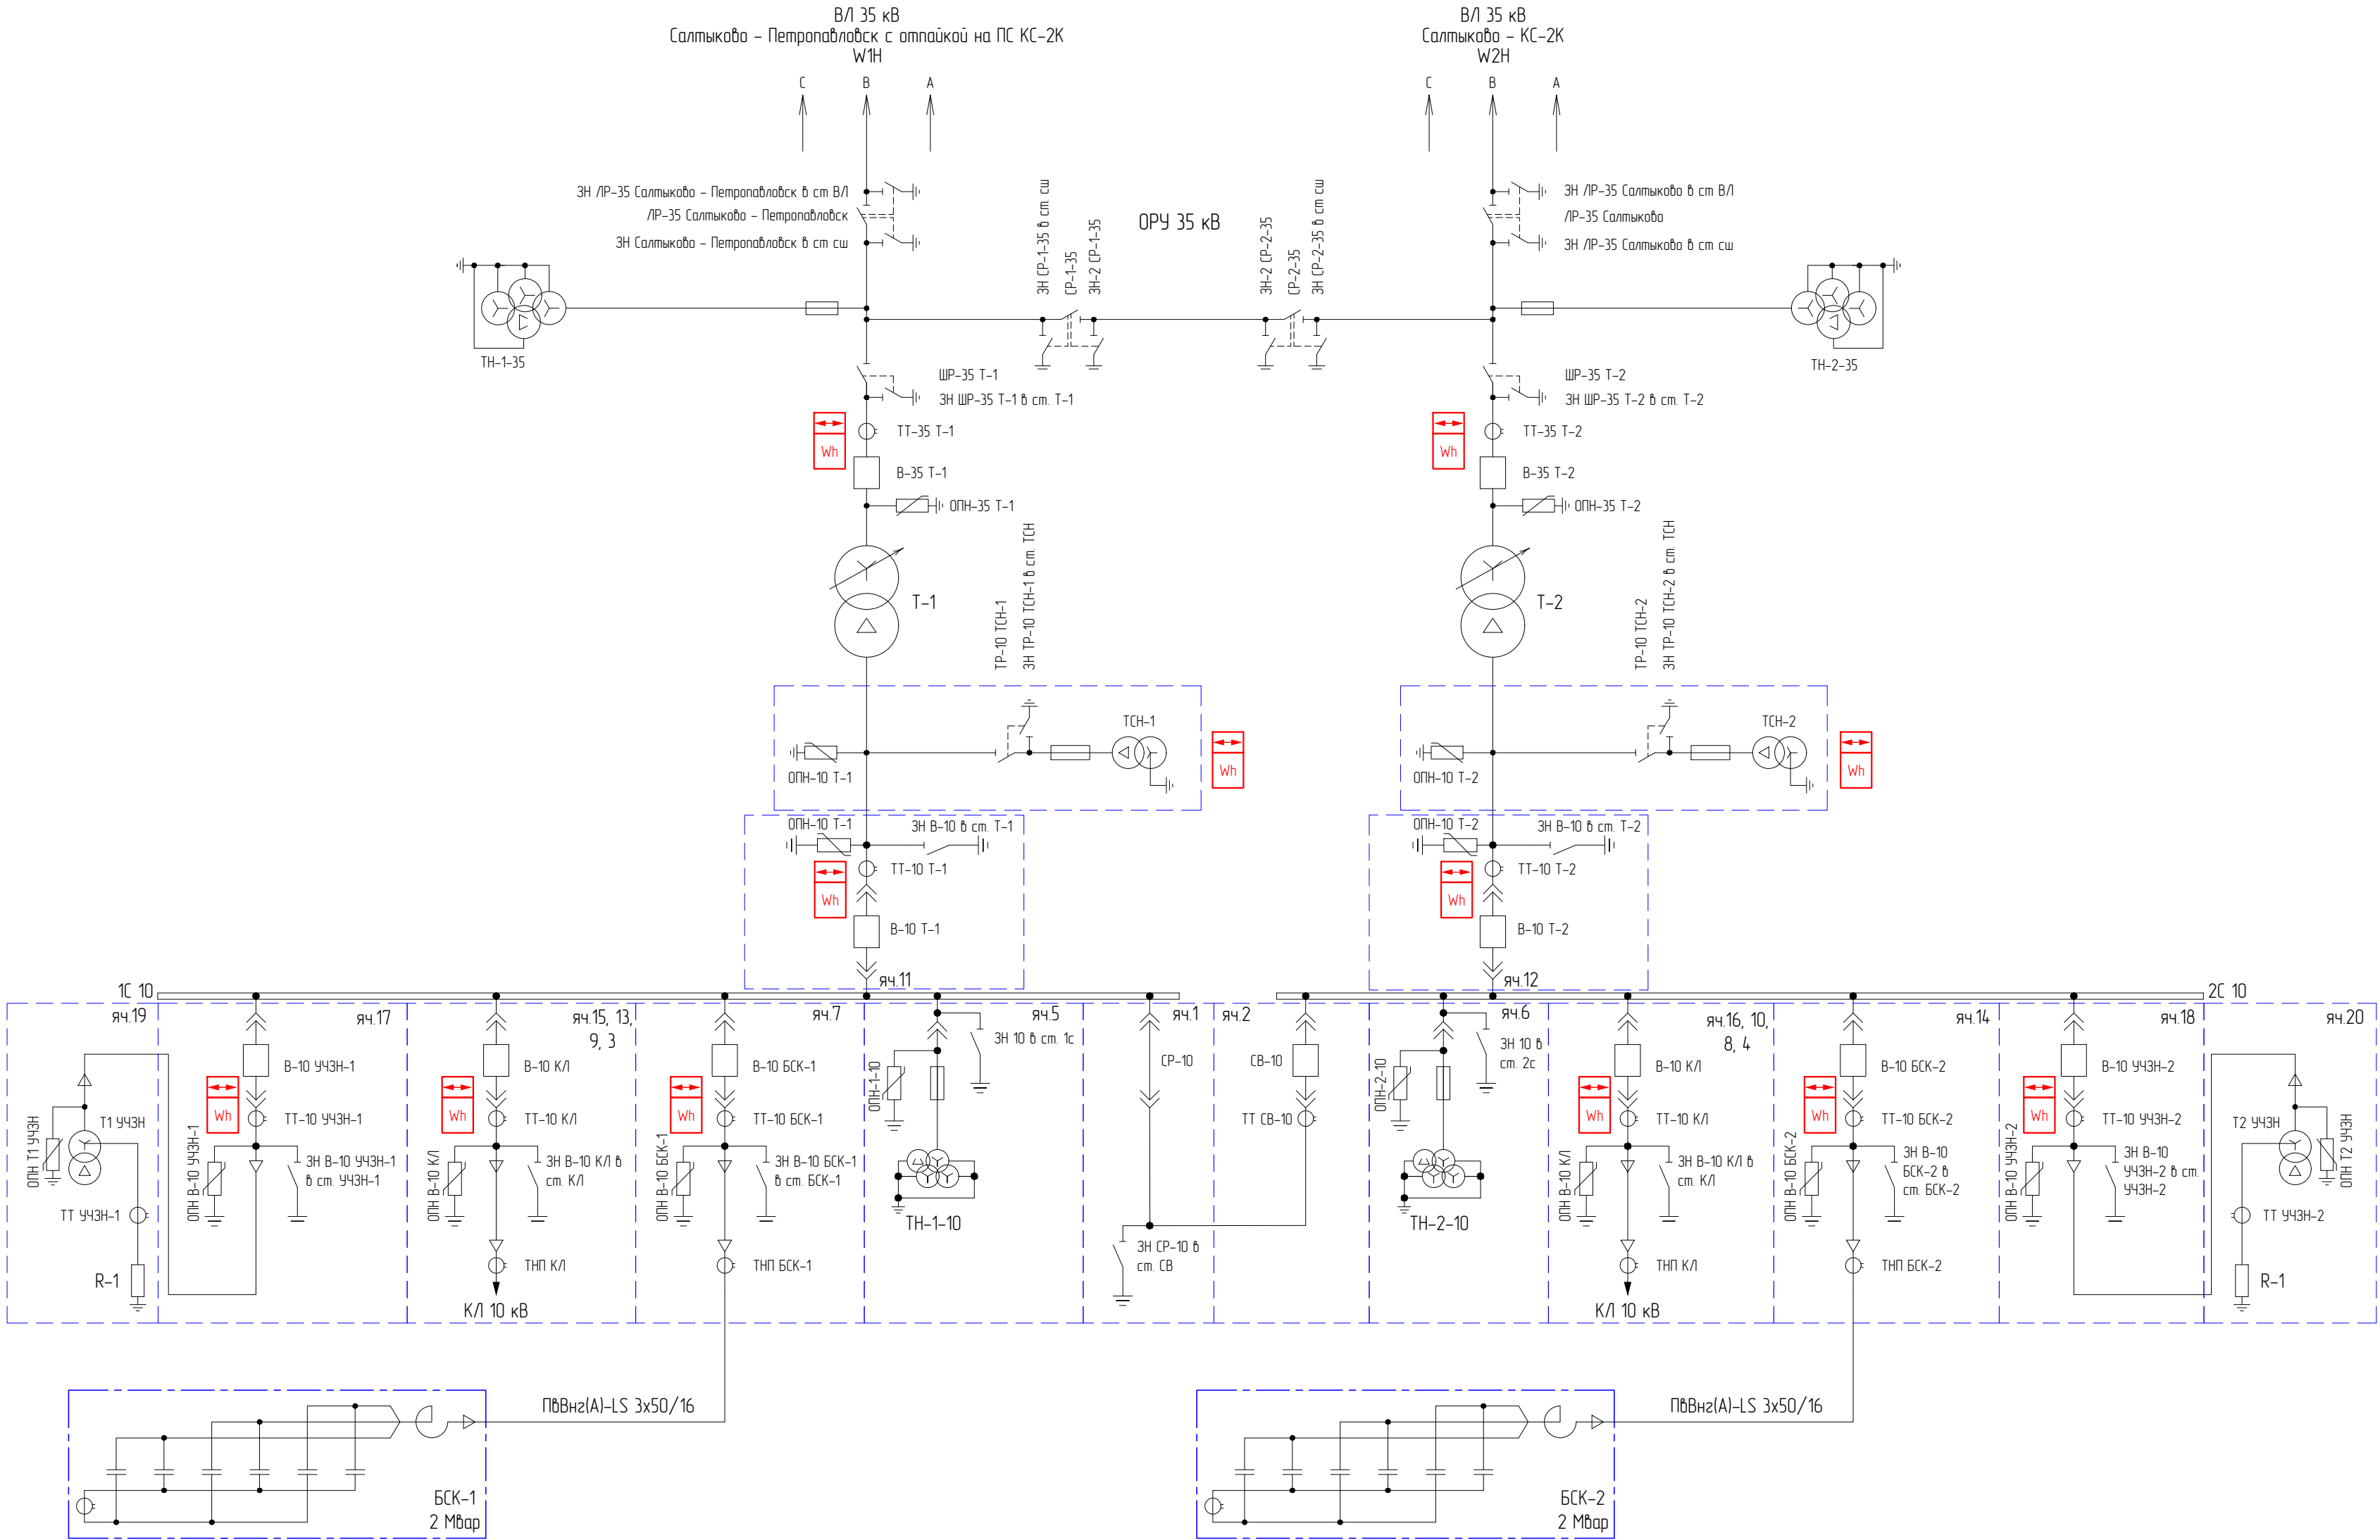 ВЛ 35 кВ
Салтыково - Петропавловск с отпайкой на ПС КС-2К
W1H
C
B
A
ВЛ 35 кВ
Салтыково - КС-2К
W2H
C
B
A
ЗН ЛР-35 Салтыково - Петропавловск в ст ВЛ
ЛР-35 Салтыково - Петропавловск
ЗН Салтыково - Петропавловск в ст сш
ЗН СР-1-35 в ст. сш
СР-1-35
ЗН-2 СР-1-35
ОРУ 35 кВ
ЗН-2 СР-2-35
СР-2-35
ЗН СР-2-35 в ст. сш
ЗН ЛР-35 Салтыково в ст ВЛ
ЛР-35 Салтыково
ЗН ЛР-35 Салтыково в ст сш
ТН-1-35
ТН-2-35
ШР-35 Т-1
ЗН ШР-35 Т-1 в ст. Т-1
ШР-35 Т-2
ЗН ШР-35 Т-2 в ст. Т-2
Wh
ТТ-35 Т-1
В-35 Т-1
ОПН-35 Т-1
Wh
ТТ-35 Т-2
В-35 Т-2
ОПН-35 Т-2
Т-1
ТР-10 ТСН-1
ЗН ТР-10 ТСН-1 в ст. ТСН
Т-2
ТР-10 ТСН-2
ЗН ТР-10 ТСН-2 в ст. ТСН
ТСН-1
ОПН-10 Т-1
Wh
ТСН-2
ОПН-10 Т-2
Wh
ОПН-10 Т-1
ЗН В-10 в ст. Т-1
ТТ-10 Т-1
Wh
В-10 Т-1
яч.11
ОПН-10 Т-2
ЗН В-10 в ст. Т-2
ТТ-10 Т-2
Wh
В-10 Т-2
яч.12
1С 10
2С 10
яч.19
Т1 УЧЗН
ОПН Т1 УЧЗН
ТТ УЧЗН-1
R-1
яч.17
В-10 УЧЗН-1
Wh
ТТ-10 УЧЗН-1
ОПН В-10 УЧЗН-1
ЗН В-10 УЧЗН-1
в ст. УЧЗН-1
яч.15, 13,
9, 3
В-10 КЛ
Wh
ТТ-10 КЛ
ОПН В-10 КЛ
ЗН В-10 КЛ в
ст. КЛ
ТНП КЛ
КЛ 10 кВ
яч.7
В-10 БСК-1
Wh
ТТ-10 БСК-1
ОПН В-10 БСК-1
ЗН В-10 БСК-1
в ст. БСК-1
ТНП БСК-1
яч.5
ЗН 10 в ст. 1с
ОПН-1-10
ТН-1-10
яч.1
СР-10
ЗН СР-10 в
ст. СВ
яч.2
СВ-10
ТТ СВ-10
яч.6
ЗН 10 в
ст. 2с
ОПН-2-10
ТН-2-10
яч.16, 10,
8, 4
В-10 КЛ
Wh
ТТ-10 КЛ
ОПН В-10 КЛ
ЗН В-10 КЛ в
ст. КЛ
ТНП КЛ
КЛ 10 кВ
яч.14
В-10 БСК-2
Wh
ТТ-10 БСК-2
ОПН В-10 БСК-2
ЗН В-10
БСК-2 в
ст. БСК-2
ТНП БСК-2
яч.18
В-10 УЧЗН-2
Wh
ТТ-10 УЧЗН-2
ОПН В-10 УЧЗН-2
ЗН В-10
УЧЗН-2 в ст.
УЧЗН-2
яч.20
Т2 УЧЗН
ОПН Т2 УЧЗН
ТТ УЧЗН-2
R-1
ПвВнг(А)-LS 3х50/16
БСК-1
2 Мвар
ПвВнг(А)-LS 3х50/16
БСК-2
2 Мвар